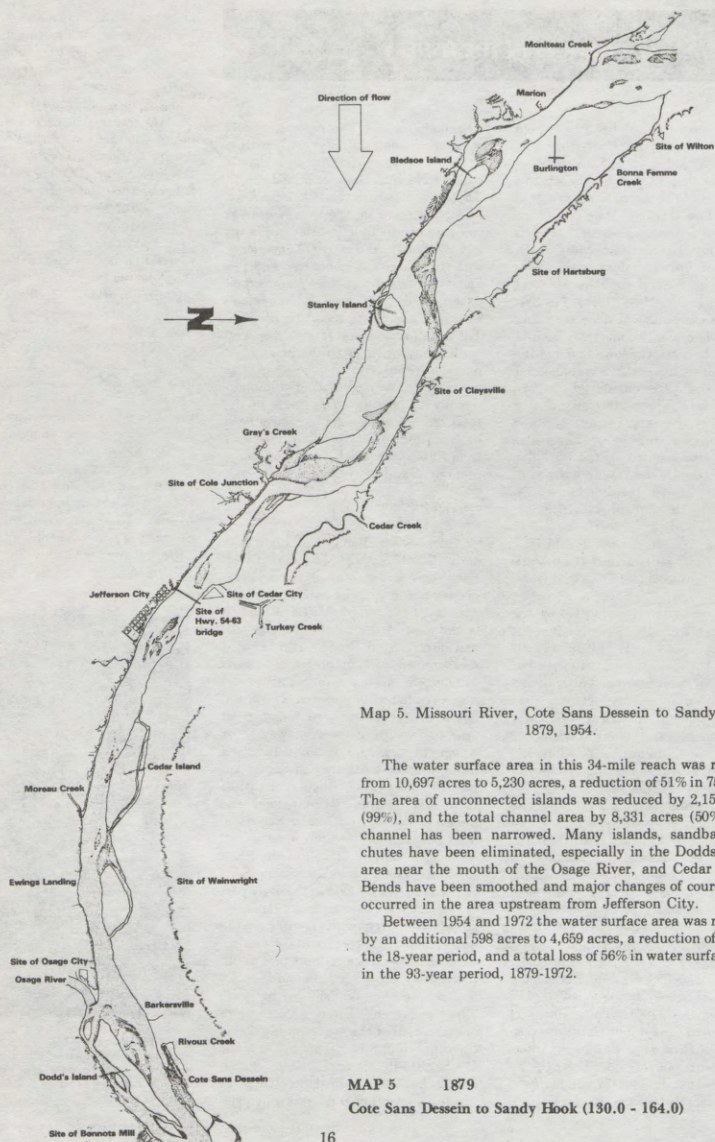 Moniteau Creek
Direction of flow
Marion
Site of Wilton
Bledsoe Island
Burlington
Bonna Femme
Creek
Site of Hartsburg
Stanley Island
N
Site of Claysville
Gray's Creek
Site of Cole Junction
Cedar Creek
Jefferson City
Site of Cedar City
Site of
Hwy. 54-63
bridge
Turkey Creek
Map 5. Missouri River, Cote Sans Dessein to Sandy
1879, 1954.
The water surface area in this 34-mile reach was r
from 10,697 acres to 5,230 acres, a reduction of 51% in 7
The area of unconnected islands was reduced by 2,15
(99%), and the total channel area by 8,331 acres (50%
channel has been narrowed. Many islands, sandba
chutes have been eliminated, especially in the Dodds
area near the mouth of the Osage River, and Cedar
Bends have been smoothed and major changes of cour
occurred in the area upstream from Jefferson City.
Between 1954 and 1972 the water surface area was r
by an additional 598 acres to 4,659 acres, a reduction of
the 18-year period, and a total loss of 56% in water surfa
in the 93-year period, 1879-1972.
Cedar Island
Moreau Creek
Ewings Landing
Site of Wainwright
Site of Osage City
Osage River
Barkersville
Rivoux Creek
Dodd's Island
Cote Sans Dessein
Site of Bonnots Mill
MAP 5 1879
Cote Sans Dessein to Sandy Hook (130.0 - 164.0)
16